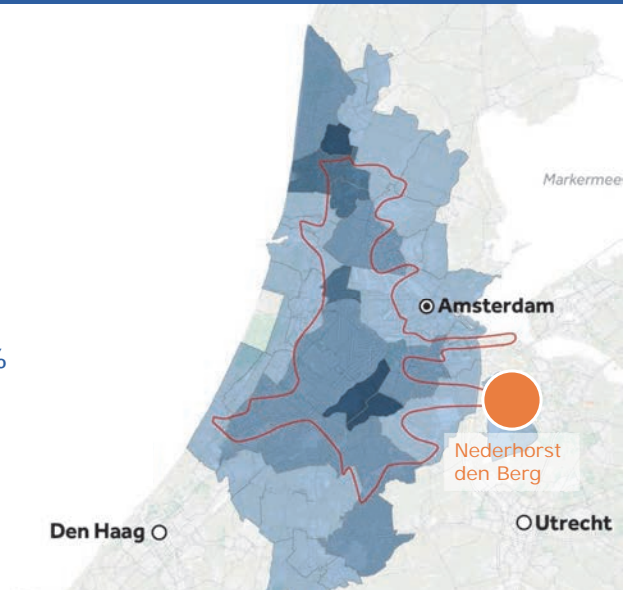 Markermee
Amsterdam
%
Nederhorst
den Berg
Den Haag
Utrecht